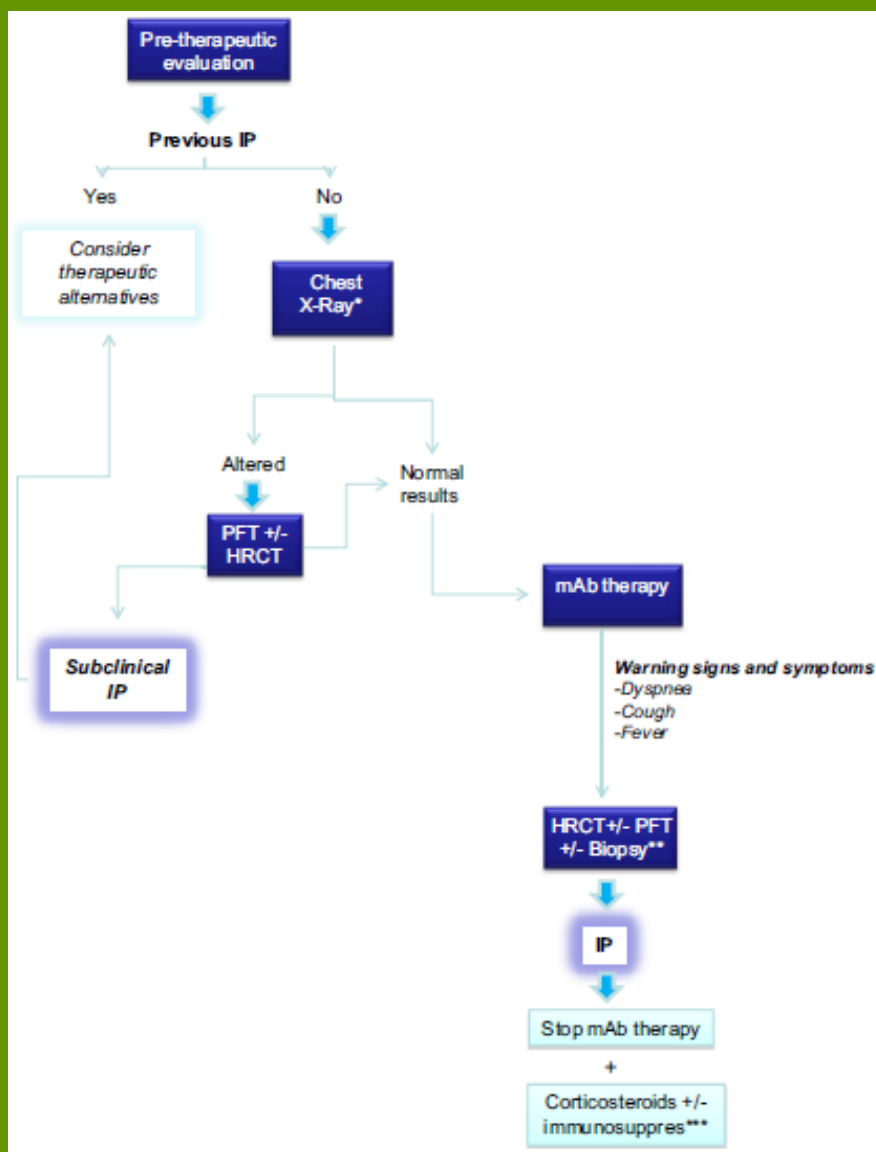 Pre-therapeutic
evaluation
Previous IP
Yes
No
Consider
therapeutic
alternatives
Chest
X-Ray*
Altered
Normal
results
PFT +/-
HRCT
mAb therapy
Subclinical
IP
Warning signs and symptoms
-Dyspnee
-Cough
-Fever
HRCT+/- PFT
+/- Biopsy**
IP
Stop mAb therapy
+
Corticosteroids +/-
immunosuppres***